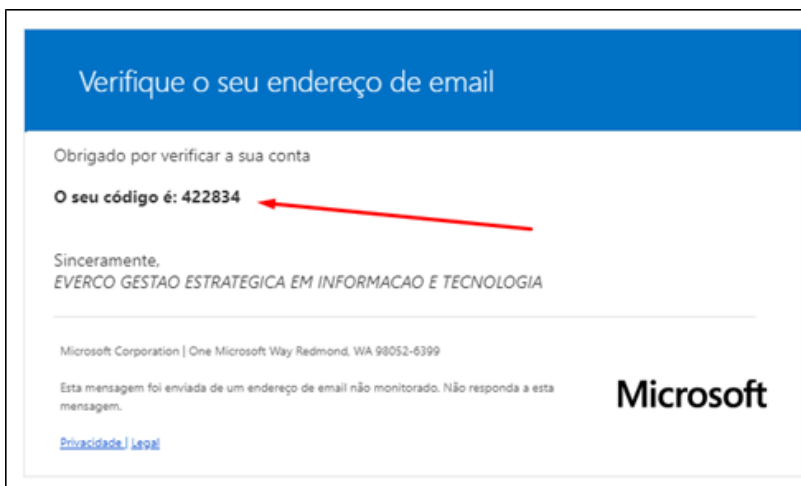 Verifique o seu endereço de email
Obrigado por verificar a sua conta
O seu código é: 422834
Sinceramente,
EVERCO GESTAO ESTRATEGICA EM INFORMACAO E TECNOLOGIA
Microsoft Corporation | One Microsoft Way Redmond, WA 98052-6399
Esta mensagem foi enviada de um endereço de email não monitorado. Não responda a esta
mensagem.
Microsoft
Privacidade | Legal